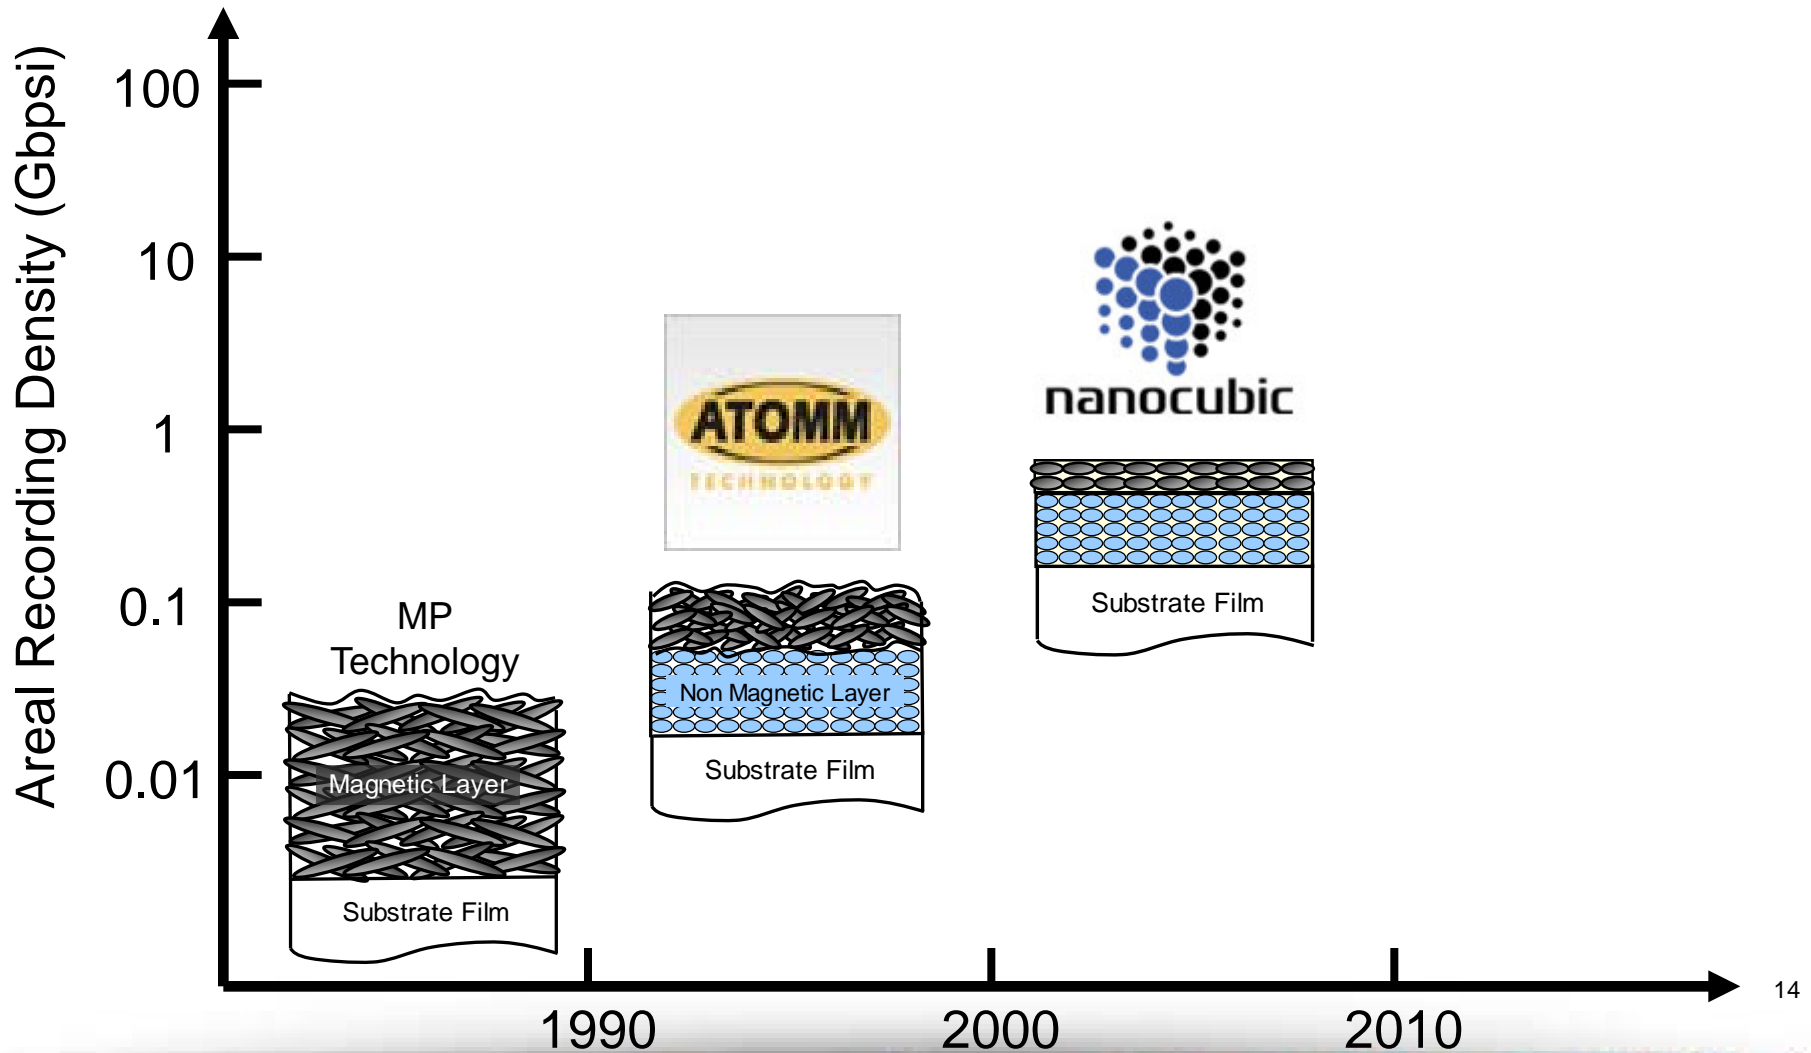 Areal Recording Density (Gbpsi)
100
10
1
0.1
0.01
MP
Technology
Magnetic Layer
Substrate Film
ATOMM
TECHNOLOGY
Non Magnetic Layer
Substrate Film
nanocubic
Substrate Film
1990
2000
2010
14